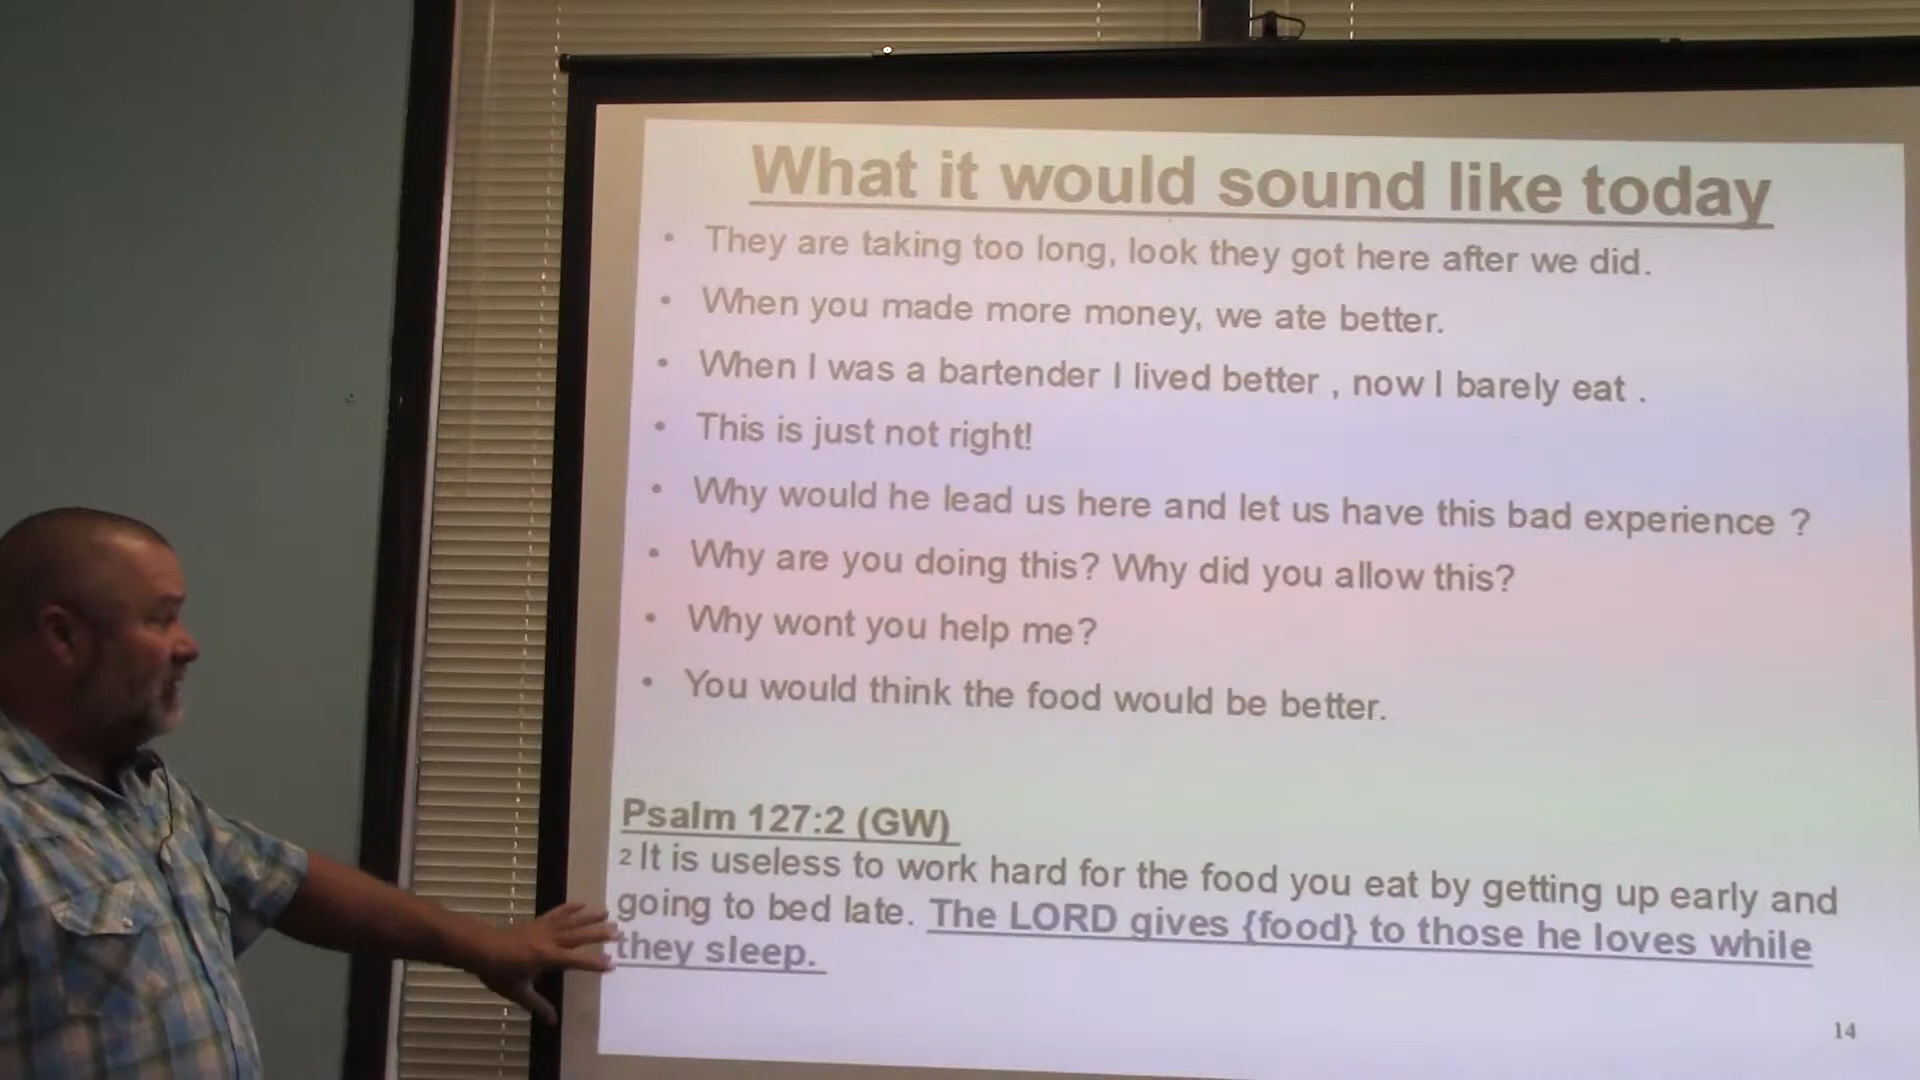 What it would sound like today
• They are taking too long, look they got here after we did.
• When you made more money, we ate better.
• When I was a bartender I lived better , now I barely eat .
• This is just not right!
• Why would he lead us here and let us have this bad experience ?
• Why are you doing this? Why did you allow this?
• Why wont you help me?
• You would think the food would be better.
Psalm 127:2 (GW)
2 It is useless to work hard for the food you eat by getting up early and
going to bed late. The LORD gives {food} to those he loves while
they sleep.
14